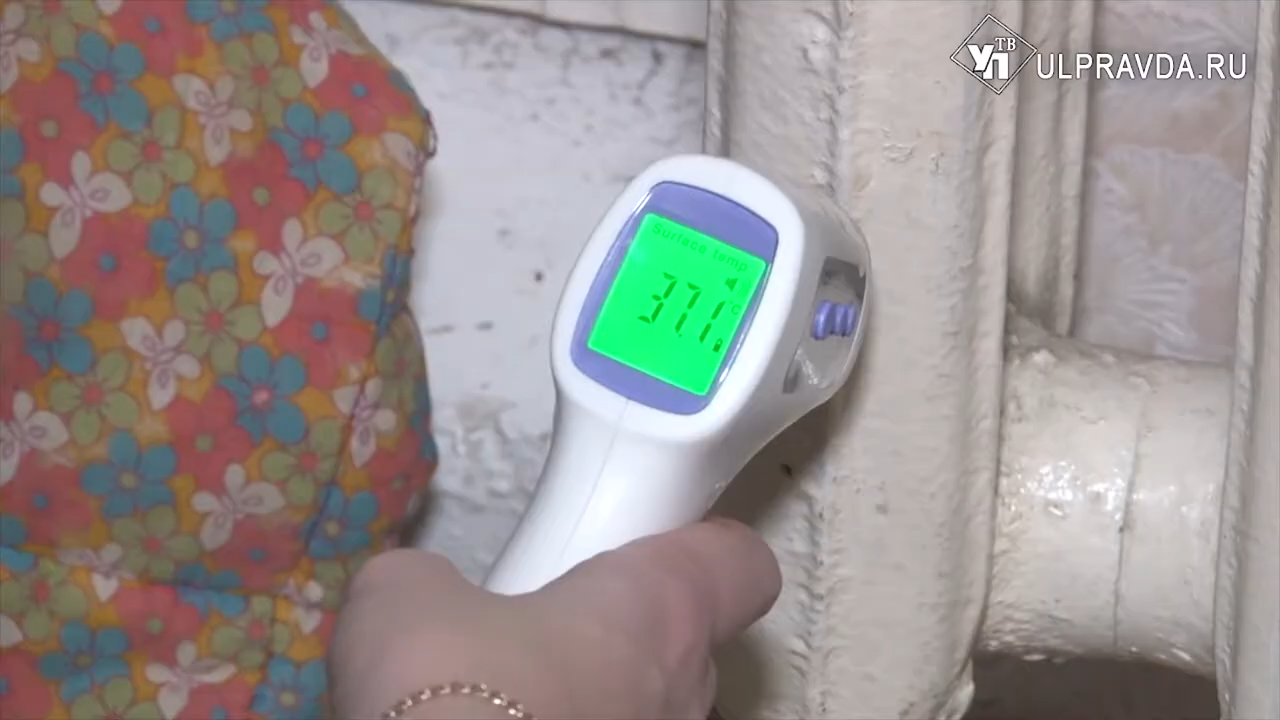 ТВ
УП
ULPRAVDA.RU
Surface temp
37.1
°C